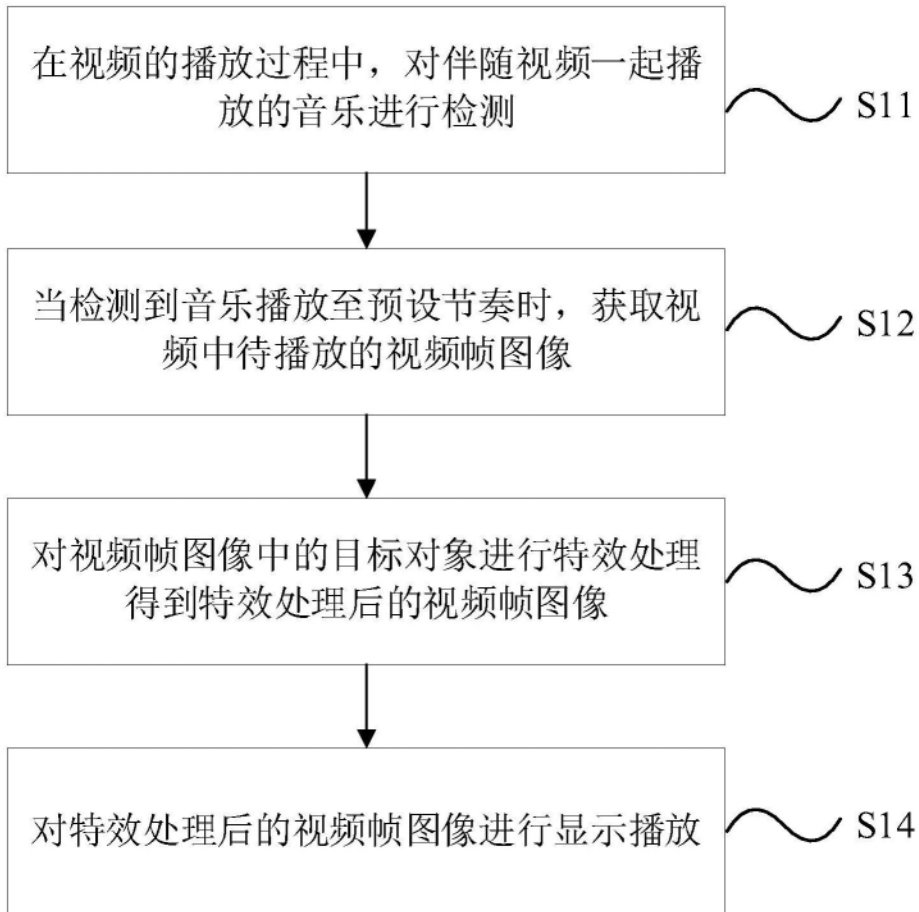 在视频的播放过程中，对伴随视频一起播
放的音乐进行检测
S11
当检测到音乐播放至预设节奏时，获取视
频中待播放的视频帧图像
S12
对视频帧图像中的目标对象进行特效处理
得到特效处理后的视频帧图像
S13
对特效处理后的视频帧图像进行显示播放
S14